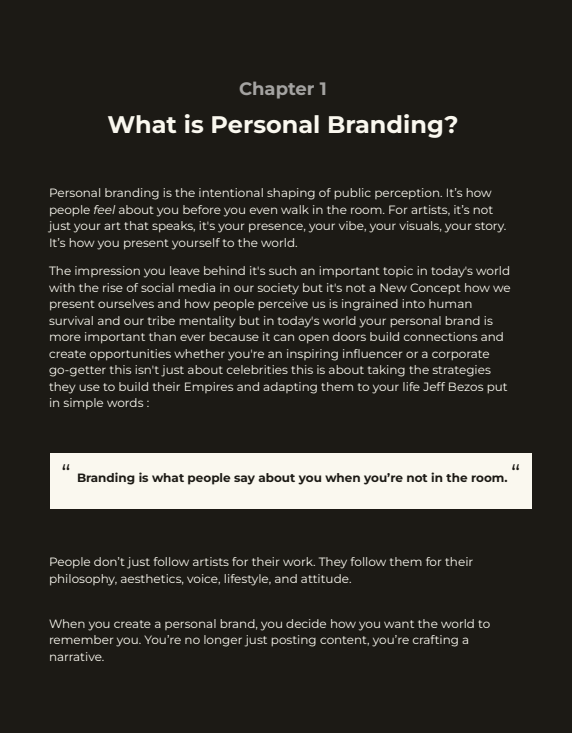 Chapter 1
What is Personal Branding?
Personal branding is the intentional shaping of public perception. It’s how
people feel about you before you even walk in the room. For artists, it’s not
just your art that speaks, it's your presence, your vibe, your visuals, your story.
It’s how you present yourself to the world.
The impression you leave behind it's such an important topic in today's world
with the rise of social media in our society but it's not a New Concept how we
present ourselves and how people perceive us is ingrained into human
survival and our tribe mentality but in today's world your personal brand is
more important than ever because it can open doors build connections and
create opportunities whether you're an inspiring influencer or a corporate
go-getter this isn't just about celebrities this is about taking the strategies
they use to build their Empires and adapting them to your life Jeff Bezos put
in simple words :
“ Branding is what people say about you when you’re not in the room. “
People don’t just follow artists for their work. They follow them for their
philosophy, aesthetics, voice, lifestyle, and attitude.
When you create a personal brand, you decide how you want the world to
remember you. You’re no longer just posting content, you’re crafting a
narrative.